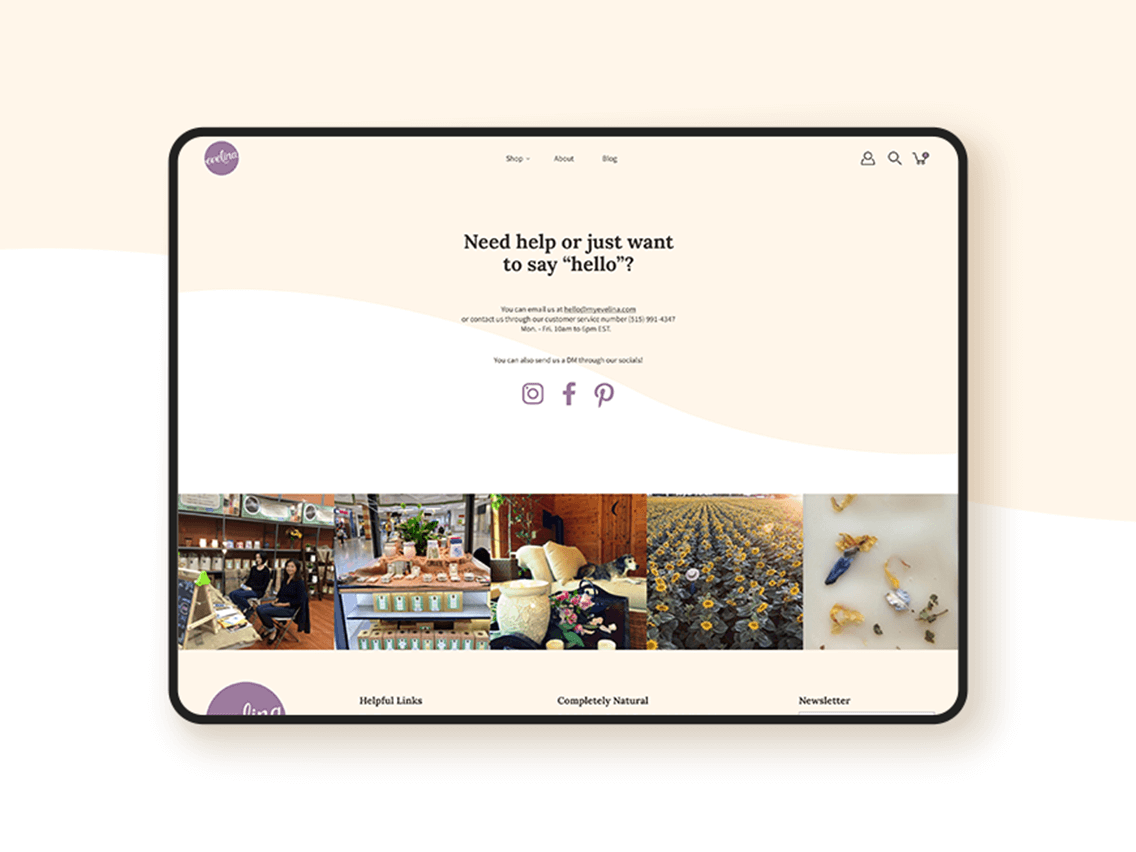 evelina
Shop
About
Blog
0
Need help or just want
to say “hello”?
You can email us at hello@myevelina.com
or contact us through our customer service number (515) 991-4347
Mon. - Fri. 10am to 6pm EST.
You can also send us a DM through our socials!
Helpful Links
Completely Natural
Newsletter